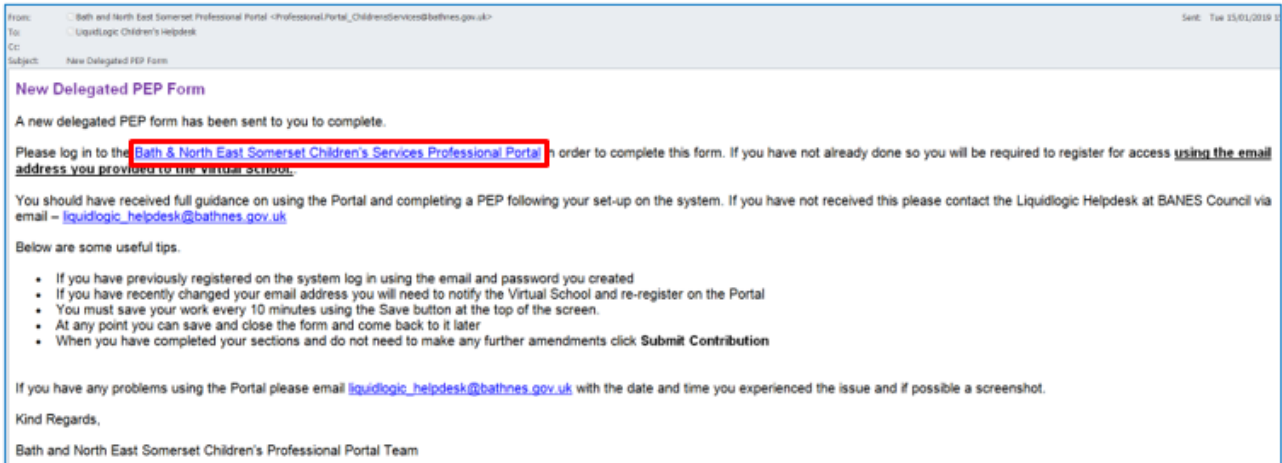 From: Bath and North East Somerset Professional Portal <Professional.Portal_ChildrensServices@bathnes.gov.uk> Sent: Tue 15/01/2019
To: LiquidLogic Children's Helpdesk
Cc:
Subject: New Delegated PEP Form
New Delegated PEP Form
A new delegated PEP form has been sent to you to complete.
Please log in to the Bath & North East Somerset Children's Services Professional Portal in order to complete this form. If you have not already done so you will be required to register for access using the email
address you provided to the Virtual School..
You should have received full guidance on using the Portal and completing a PEP following your set-up on the system. If you have not received this please contact the Liquidlogic Helpdesk at BANES Council via
email – liquidlogic_helpdesk@bathnes.gov.uk
Below are some useful tips.
• If you have previously registered on the system log in using the email and password you created
• If you have recently changed your email address you will need to notify the Virtual School and re-register on the Portal
• You must save your work every 10 minutes using the Save button at the top of the screen.
• At any point you can save and close the form and come back to it later
• When you have completed your sections and do not need to make any further amendments click Submit Contribution
If you have any problems using the Portal please email liquidlogic_helpdesk@bathnes.gov.uk with the date and time you experienced the issue and if possible a screenshot.
Kind Regards,
Bath and North East Somerset Children's Professional Portal Team